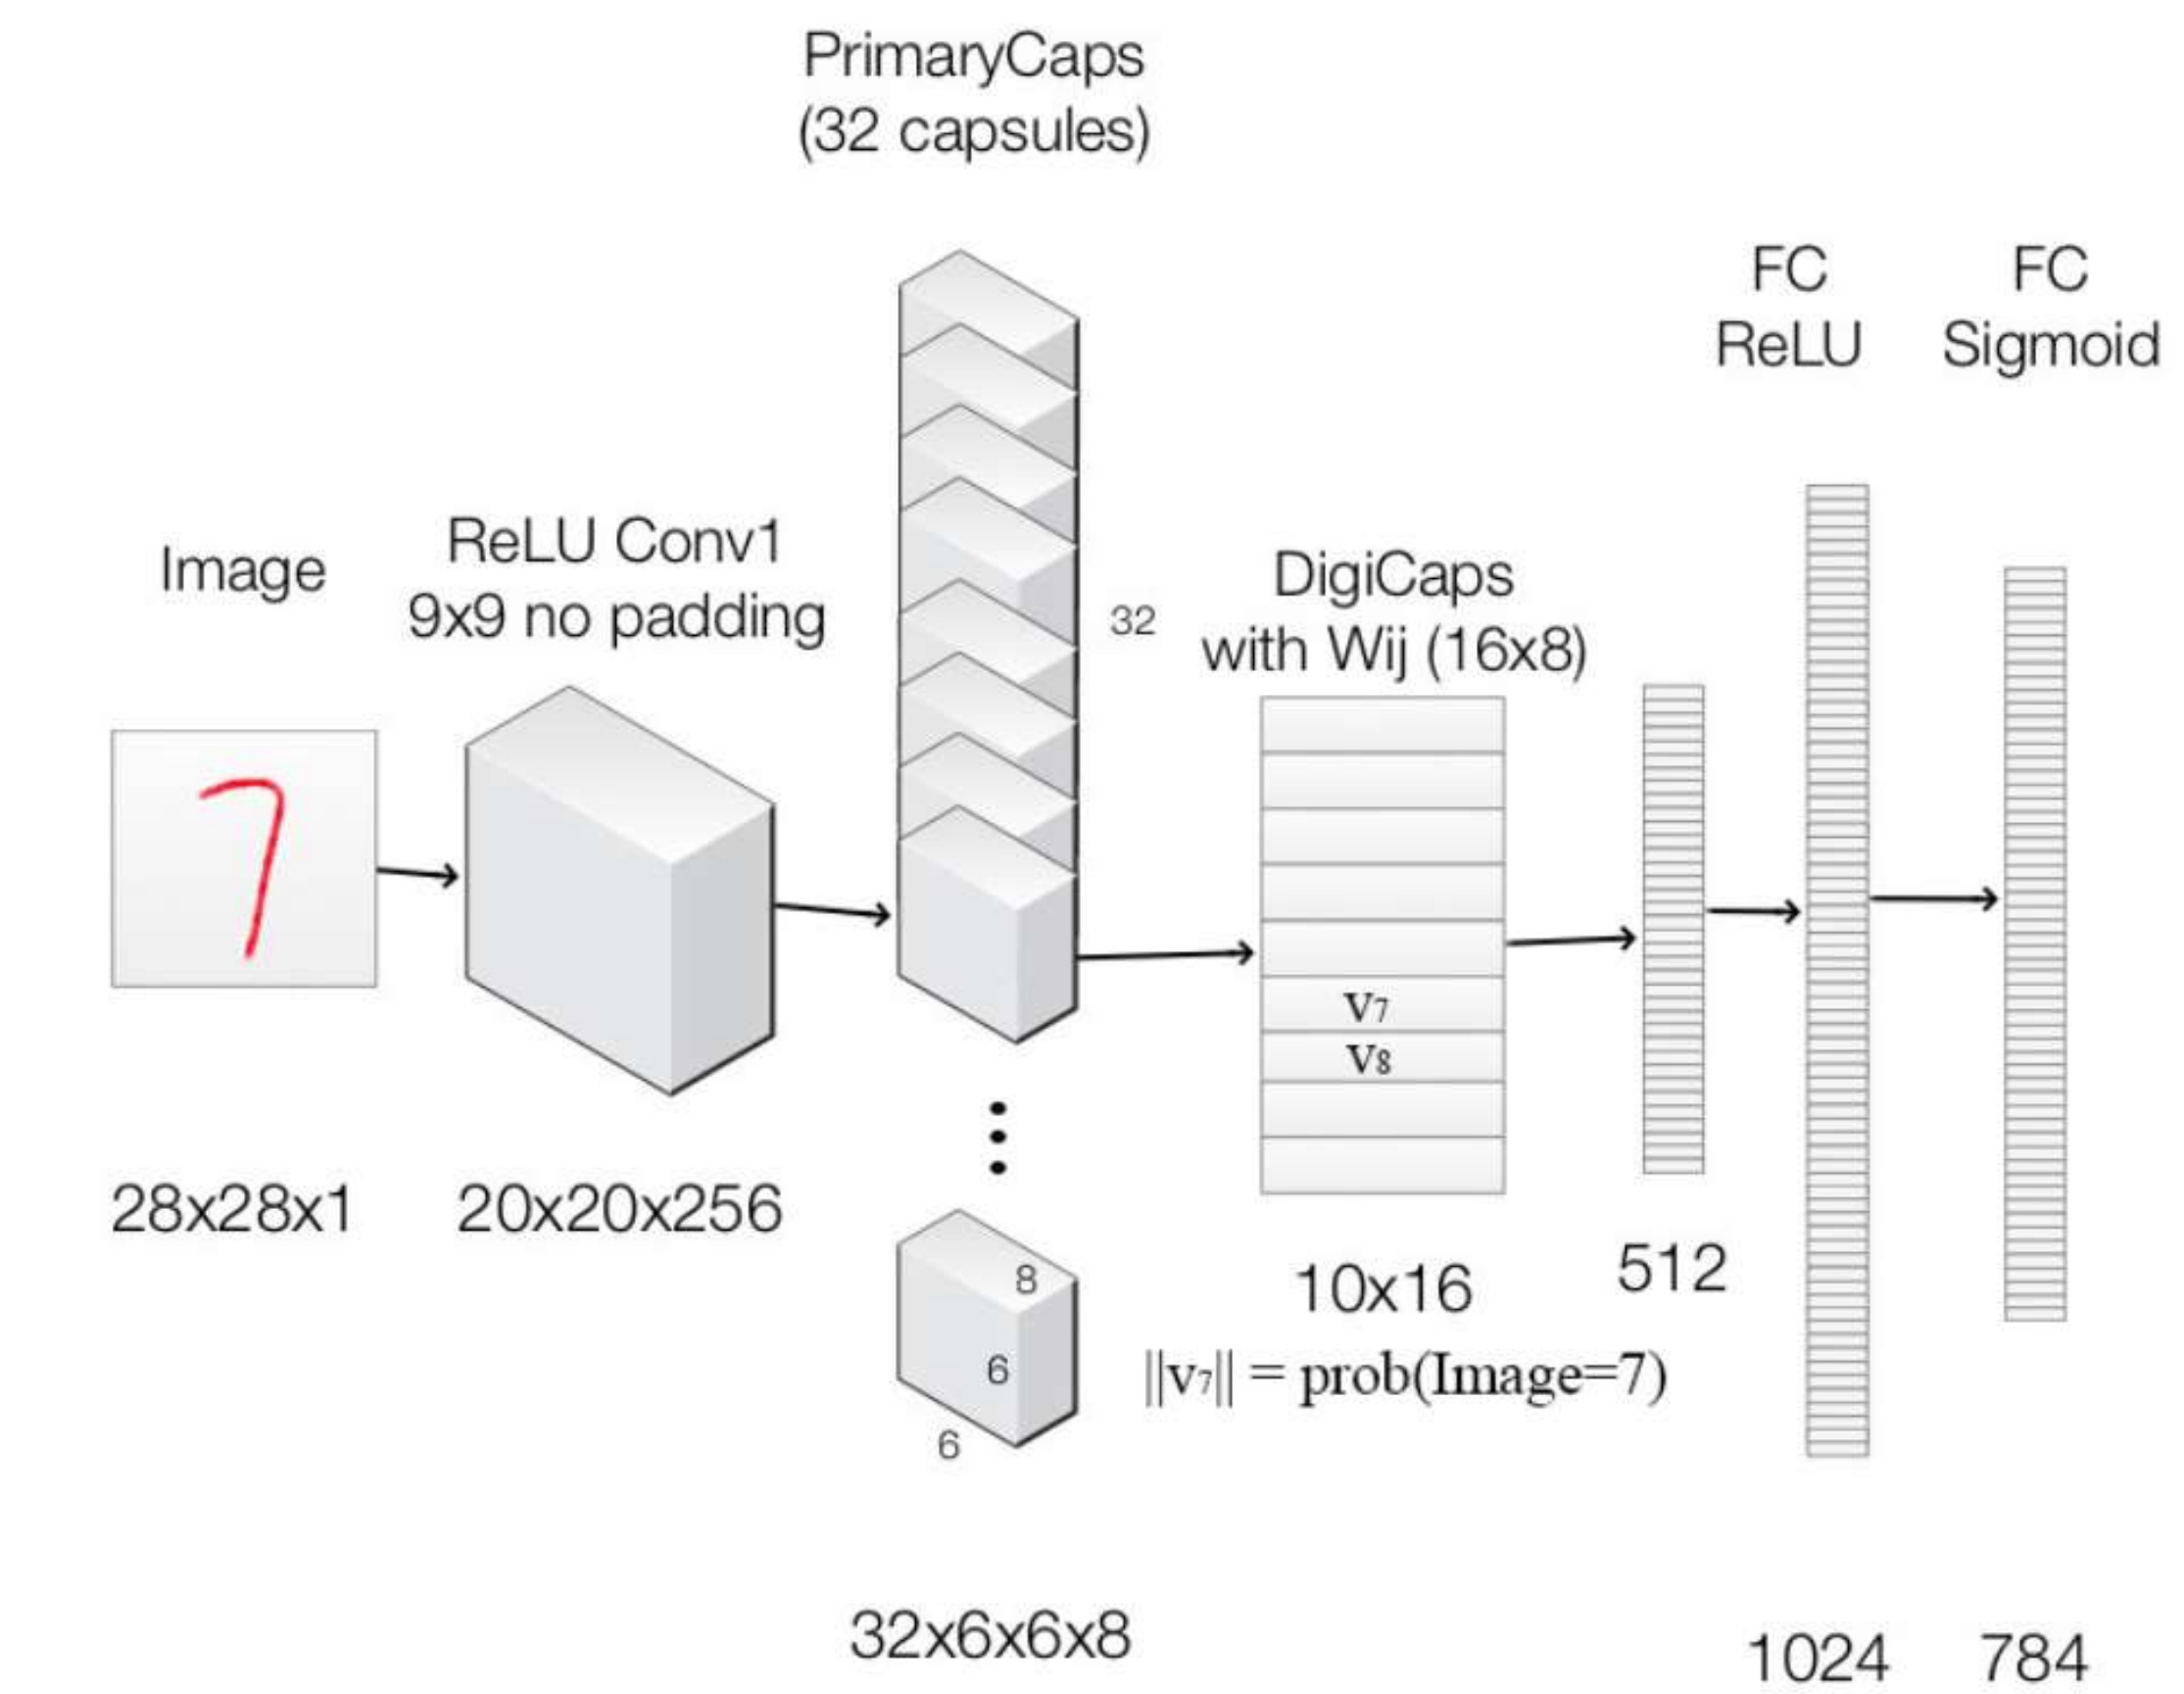 PrimaryCaps
(32 capsules)
FC
ReLU
FC
Sigmoid
Image
ReLU Conv1
9x9 no padding
32
DigiCaps
with Wij (16x8)
7
v7
v8
28x28x1
20x20x256
8
6
6
10x16
512
||v7|| = prob(Image=7)
32x6x6x8
1024
784